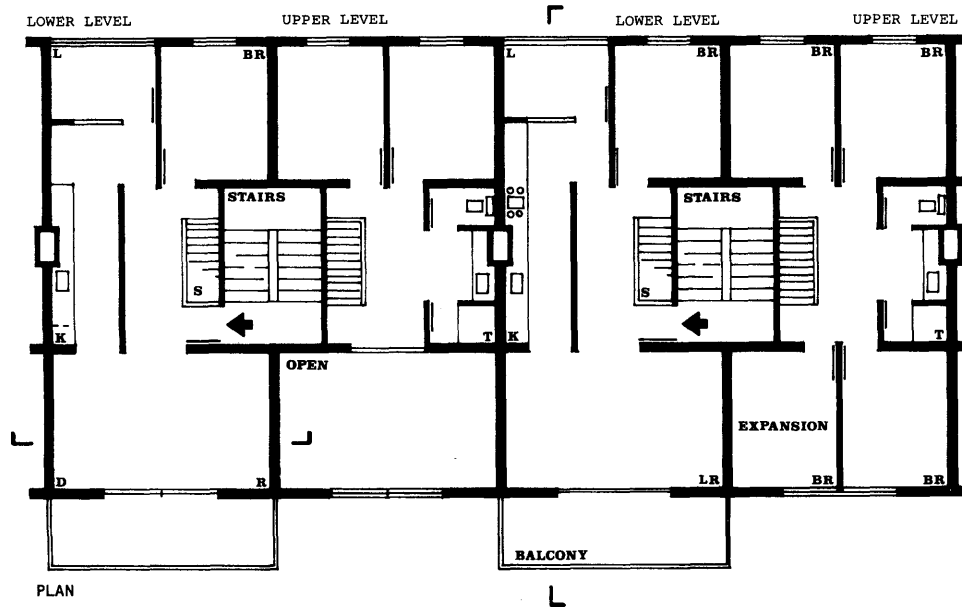 LOWER LEVEL
UPPER LEVEL
LOWER LEVEL
UPPER LEVEL
L
BR
L
BR
BR
BR
STAIRS
STAIRS
S
S
K
T
K
T
OPEN
EXPANSION
D
R
LR
BR
BR
BALCONY
PLAN